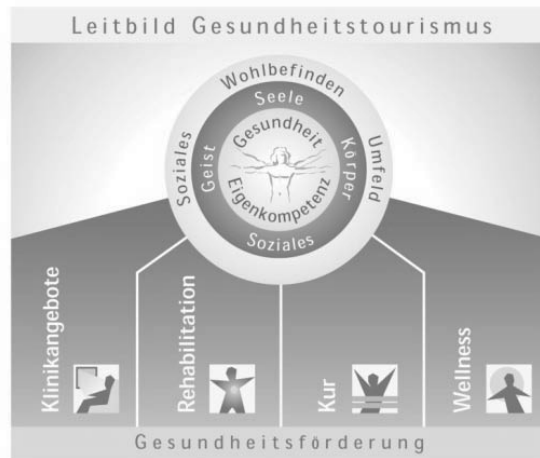 Leitbild Gesundheitstourismus
Wohlbefinden
Soziales
Umfeld
Seele
Geist
Körper
Soziales
Gesundheit
Eigenkompetenz
Klinikangebote
Rehabilitation
Kur
Wellness
Gesundheitsförderung